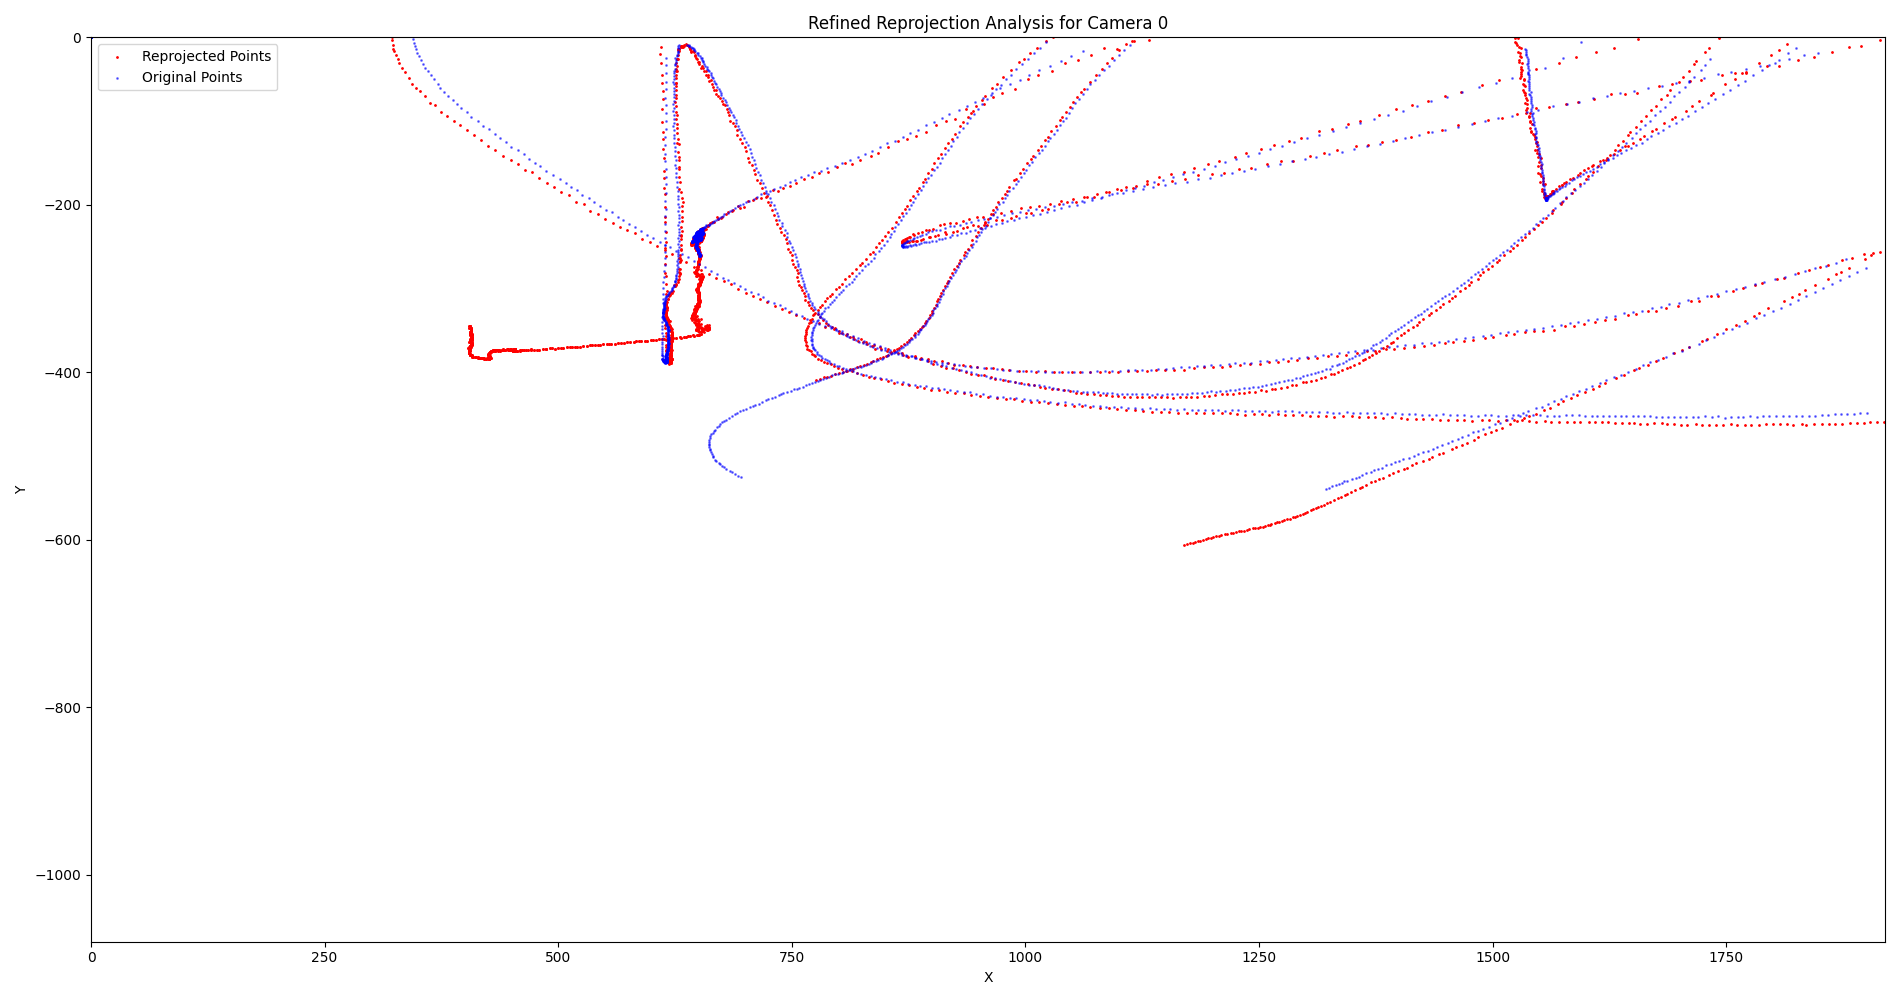 Refined Reprojection Analysis for Camera 0
Reprojected Points
Original Points
0
−200
−400
−600
−800
−1000
Y
0 250 500 750 1000 1250 1500 1750
X